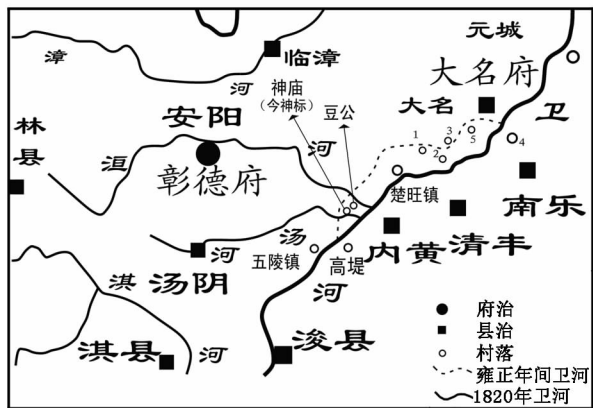 元城
漳
临漳
河
大名府
神庙
（今神标）
豆公
安阳
大名
卫
林县
洹
河
1
2
3
4
5
彰德府
楚旺镇
南乐
汤
内黄
清丰
河
五陵镇
高堤
淇
汤阴
河
府治
县治
浚县
淇县
河
村落
雍正年间卫河
1820年卫河